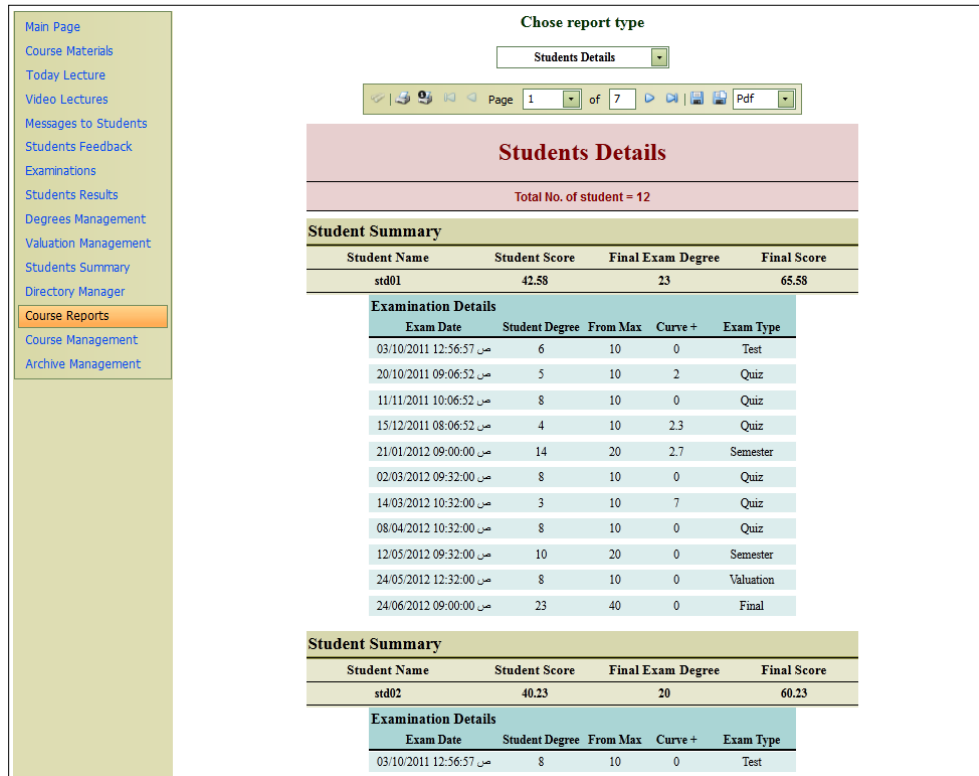 Main Page
Course Materials
Today Lecture
Video Lectures
Messages to Students
Students Feedback
Examinations
Students Results
Degrees Management
Valuation Management
Students Summary
Directory Manager
Course Reports
Course Management
Archive Management
Chose report type
Students Details
Page 1 of 7 Pdf
Students Details
Total No. of student = 12
Student Summary
Student Name Student Score Final Exam Degree Final Score
std01 42.58 23 65.58
Examination Details
Exam Date Student Degree From Max Curve + Exam Type
03/10/2011 12:56:57 ص 6 10 0 Test
20/10/2011 09:06:52 ص 5 10 2 Quiz
11/11/2011 10:06:52 ص 8 10 0 Quiz
15/12/2011 08:06:52 ص 4 10 2.3 Quiz
21/01/2012 09:00:00 ص 14 20 2.7 Semester
02/03/2012 09:32:00 ص 8 10 0 Quiz
14/03/2012 10:32:00 ص 3 10 7 Quiz
08/04/2012 10:32:00 ص 8 10 0 Quiz
12/05/2012 09:32:00 ص 10 20 0 Semester
24/05/2012 12:32:00 ص 8 10 0 Valuation
24/06/2012 09:00:00 ص 23 40 0 Final
Student Summary
Student Name Student Score Final Exam Degree Final Score
std02 40.23 20 60.23
Examination Details
Exam Date Student Degree From Max Curve + Exam Type
03/10/2011 12:56:57 ص 8 10 0 Test